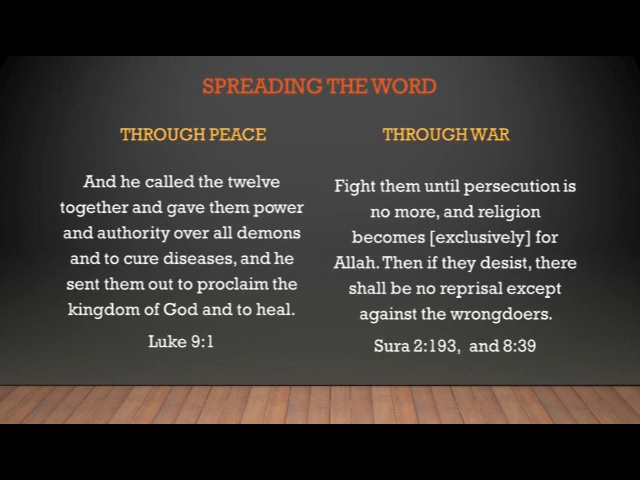 SPREADING THE WORD
THROUGH PEACE
And he called the twelve
together and gave them power
and authority over all demons
and to cure diseases, and he
sent them out to proclaim the
kingdom of God and to heal.
Luke 9:1
THROUGH WAR
Fight them until persecution is
no more, and religion
becomes [exclusively] for
Allah. Then if they desist, there
shall be no reprisal except
against the wrongdoers.
Sura 2:193, and 8:39